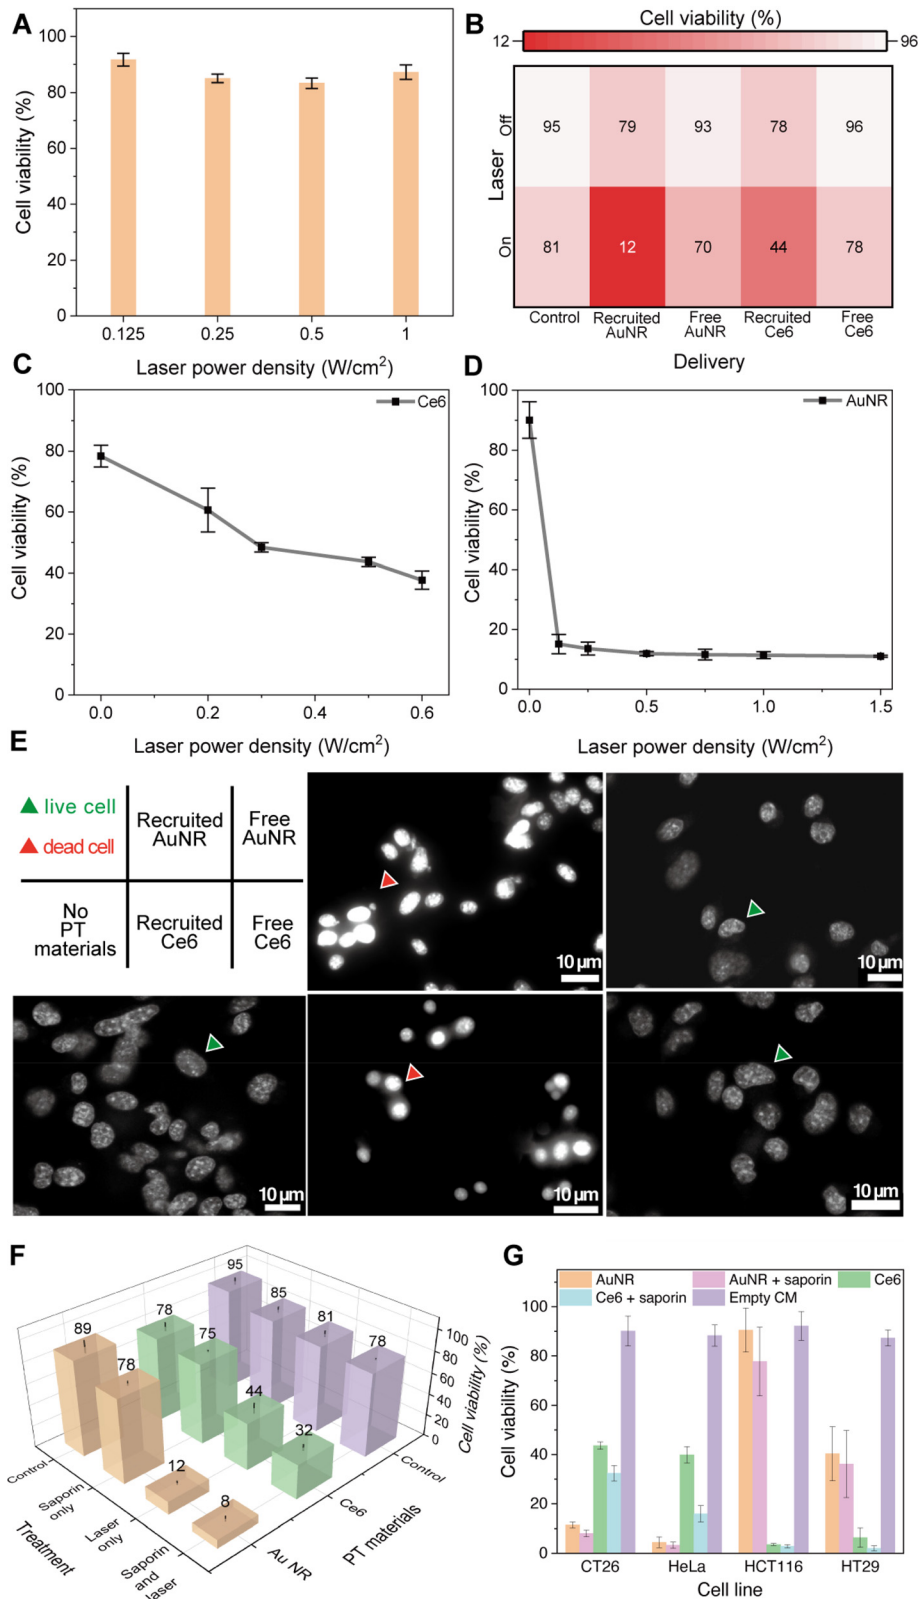 A
Cell viability (%)
100
80
60
40
20
0
0.125 0.25 0.5 1
Laser power density (W/cm²)
B
Cell viability (%)
12 96
Laser
Off
On
95 79 93 78 96
81 12 70 44 78
Control Recruited AuNR Free AuNR Recruited Ce6 Free Ce6
Delivery
C
Cell viability (%)
100
80
60
40
20
0
Ce6
0.0 0.2 0.4 0.6
Laser power density (W/cm²)
D
Cell viability (%)
100
80
60
40
20
0
AuNR
0.0 0.5 1.0 1.5
Laser power density (W/cm²)
E
live cell
dead cell
Recruited AuNR
Free AuNR
No PT materials
Recruited Ce6
Free Ce6
10 µm
10 µm
10 µm
10 µm
10 µm
F
95
85
81
78
78
75
44
32
89
78
12
8
100
80
60
40
20
0
Cell viability (%)
Control
Saporin only
Laser only
Saporin and laser
Treatment
Au NR
Ce6
Control
PT materials
G
AuNR AuNR + saporin Ce6
Ce6 + saporin Empty CM
Cell viability (%)
100
80
60
40
20
0
CT26 HeLa HCT116 HT29
Cell line